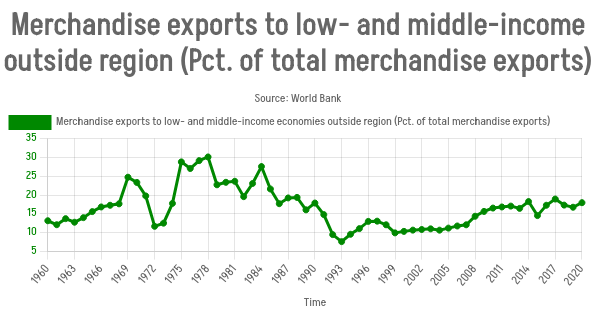 Merchandise exports to low- and middle-income
outside region (Pct. of total merchandise exports)
Source: World Bank
Merchandise exports to low- and middle-income economies outside region (Pct. of total merchandise exports)
35
30
25
20
15
10
5
1960 1963 1966 1969 1972 1975 1978 1981 1984 1987 1990 1993 1996 1999 2002 2005 2008 2011 2014 2017 2020
Time